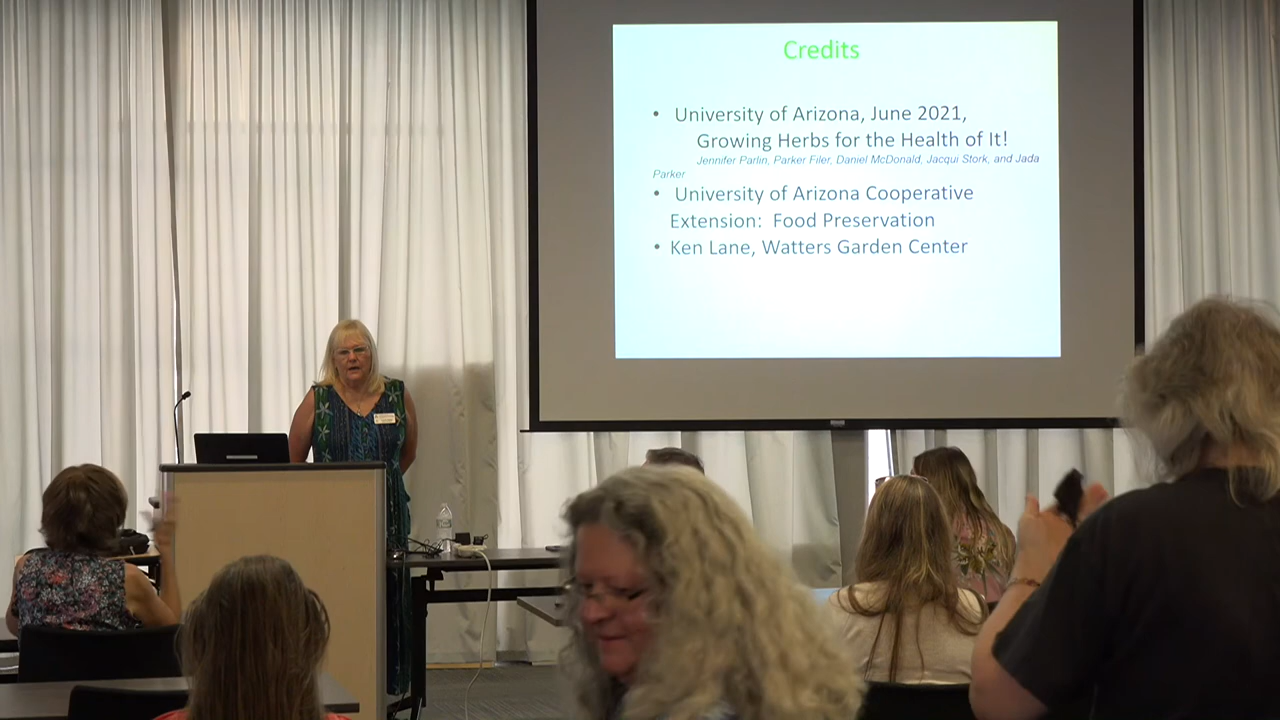 Credits
• University of Arizona, June 2021,
Growing Herbs for the Health of It!
Jennifer Parlin, Parker Filer, Daniel McDonald, Jacqui Stork, and Jada
Parker
• University of Arizona Cooperative
Extension: Food Preservation
• Ken Lane, Watters Garden Center